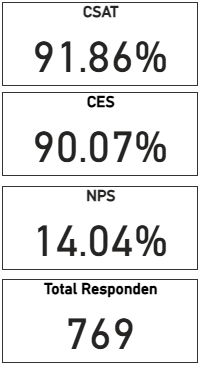 CSAT
91.86%
CES
90.07%
NPS
14.04%
Total Responden
769